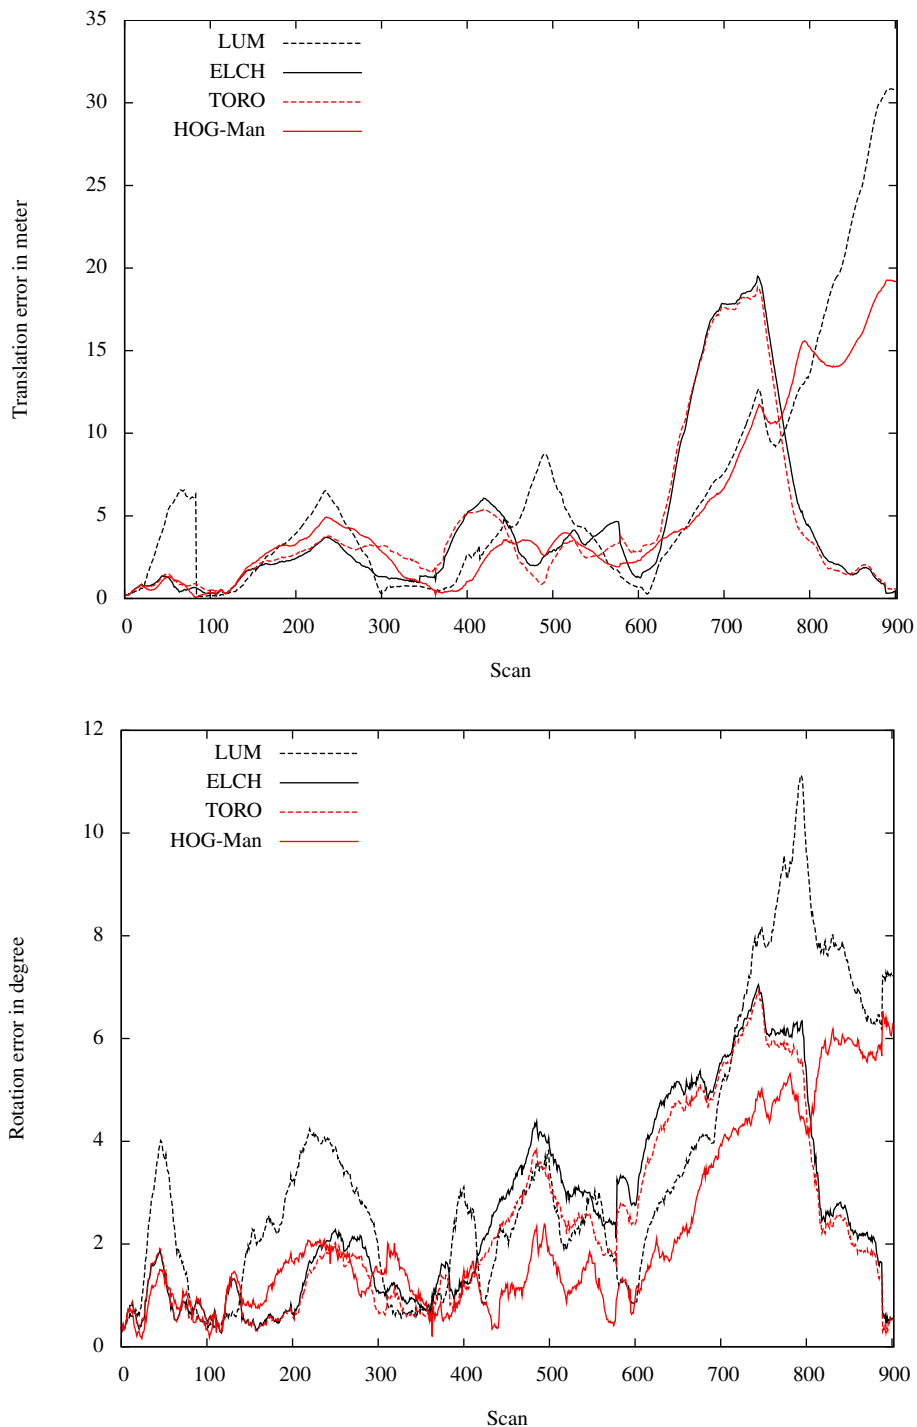 Translation error in meter
35
30
25
20
15
10
5
0
LUM
ELCH
TORO
HOG-Man
0 100 200 300 400 500 600 700 800 900
Scan
Rotation error in degree
12
10
8
6
4
2
0
LUM
ELCH
TORO
HOG-Man
0 100 200 300 400 500 600 700 800 900
Scan